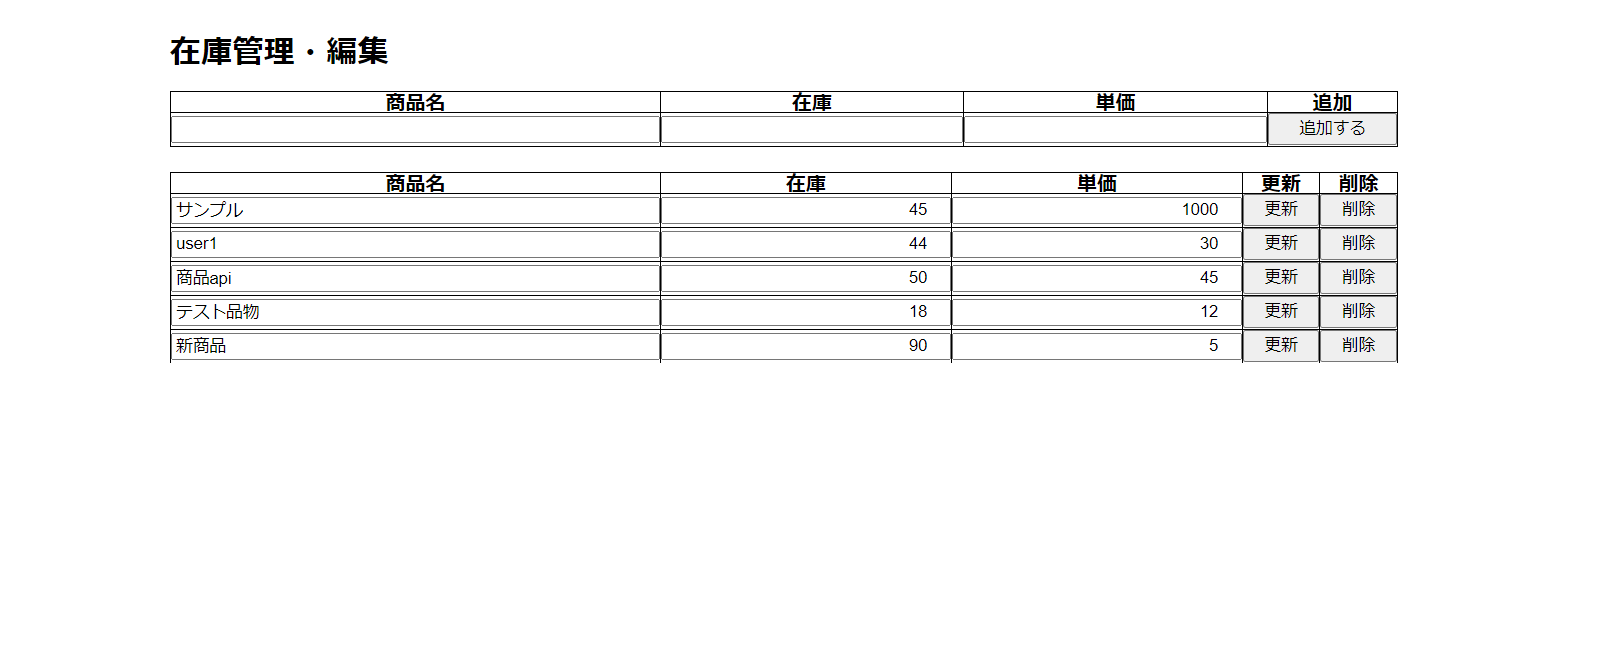 在庫管理・編集
商品名 在庫 単価 追加
追加する
商品名 在庫 単価 更新 削除
サンプル 45 1000 更新 削除
user1 44 30 更新 削除
商品api 50 45 更新 削除
テスト品物 18 12 更新 削除
新商品 90 5 更新 削除